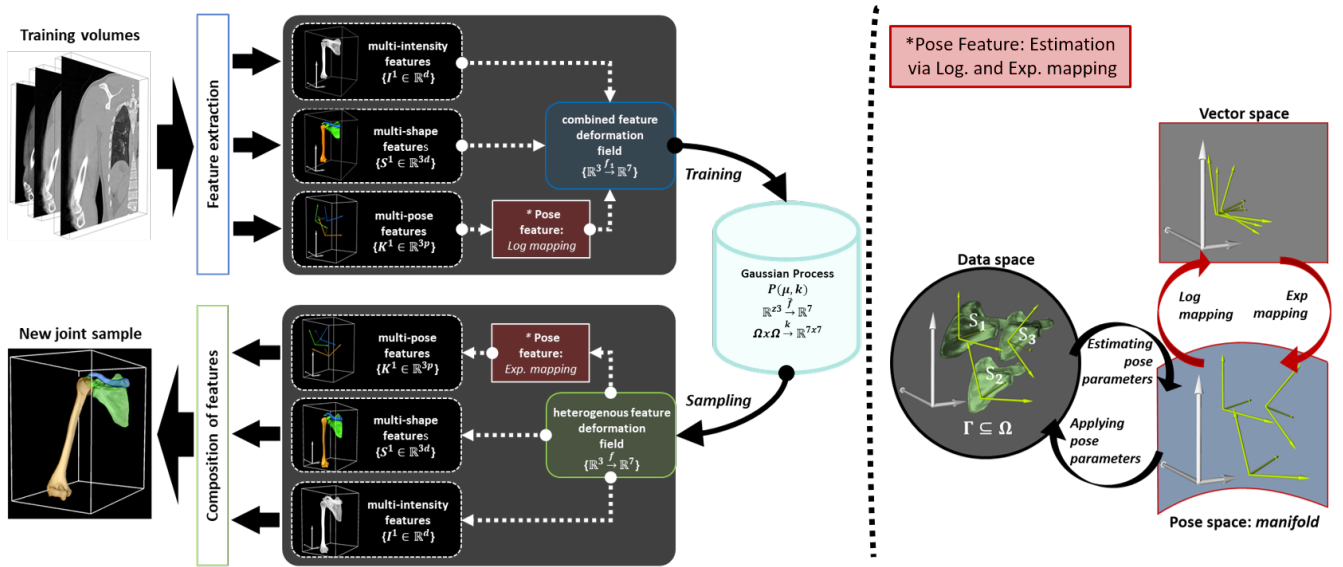 Training volumes
Feature extraction
multi-intensity
features
{I¹ ∈ ℝᵈ}
multi-shape
features
{S¹ ∈ ℝ³ᵈ}
multi-pose
features
{K¹ ∈ ℝ³ᵖ}
* Pose
feature:
Log mapping
combined feature
deformation
field
{ℝ³ f₁→ ℝ⁷}
Training
Gaussian Process
P(μ, k)
ℝᶻ³ f̃→ ℝ⁷
ΩxΩ k→ ℝ⁷ˣ⁷
Sampling
New joint sample
Composition of features
multi-pose
features
{K¹ ∈ ℝ³ᵖ}
* Pose
feature:
Exp. mapping
multi-shape
features
{S¹ ∈ ℝ³ᵈ}
heterogenous feature
deformation
field
{ℝ³ f→ ℝ⁷}
multi-intensity
features
{I¹ ∈ ℝᵈ}
*Pose Feature: Estimation
via Log. and Exp. mapping
Vector space
Log
mapping
Exp
mapping
Data space
S₁
S₃
S₂
Γ ⊆ Ω
Estimating
pose
parameters
Applying
pose
parameters
Pose space: manifold